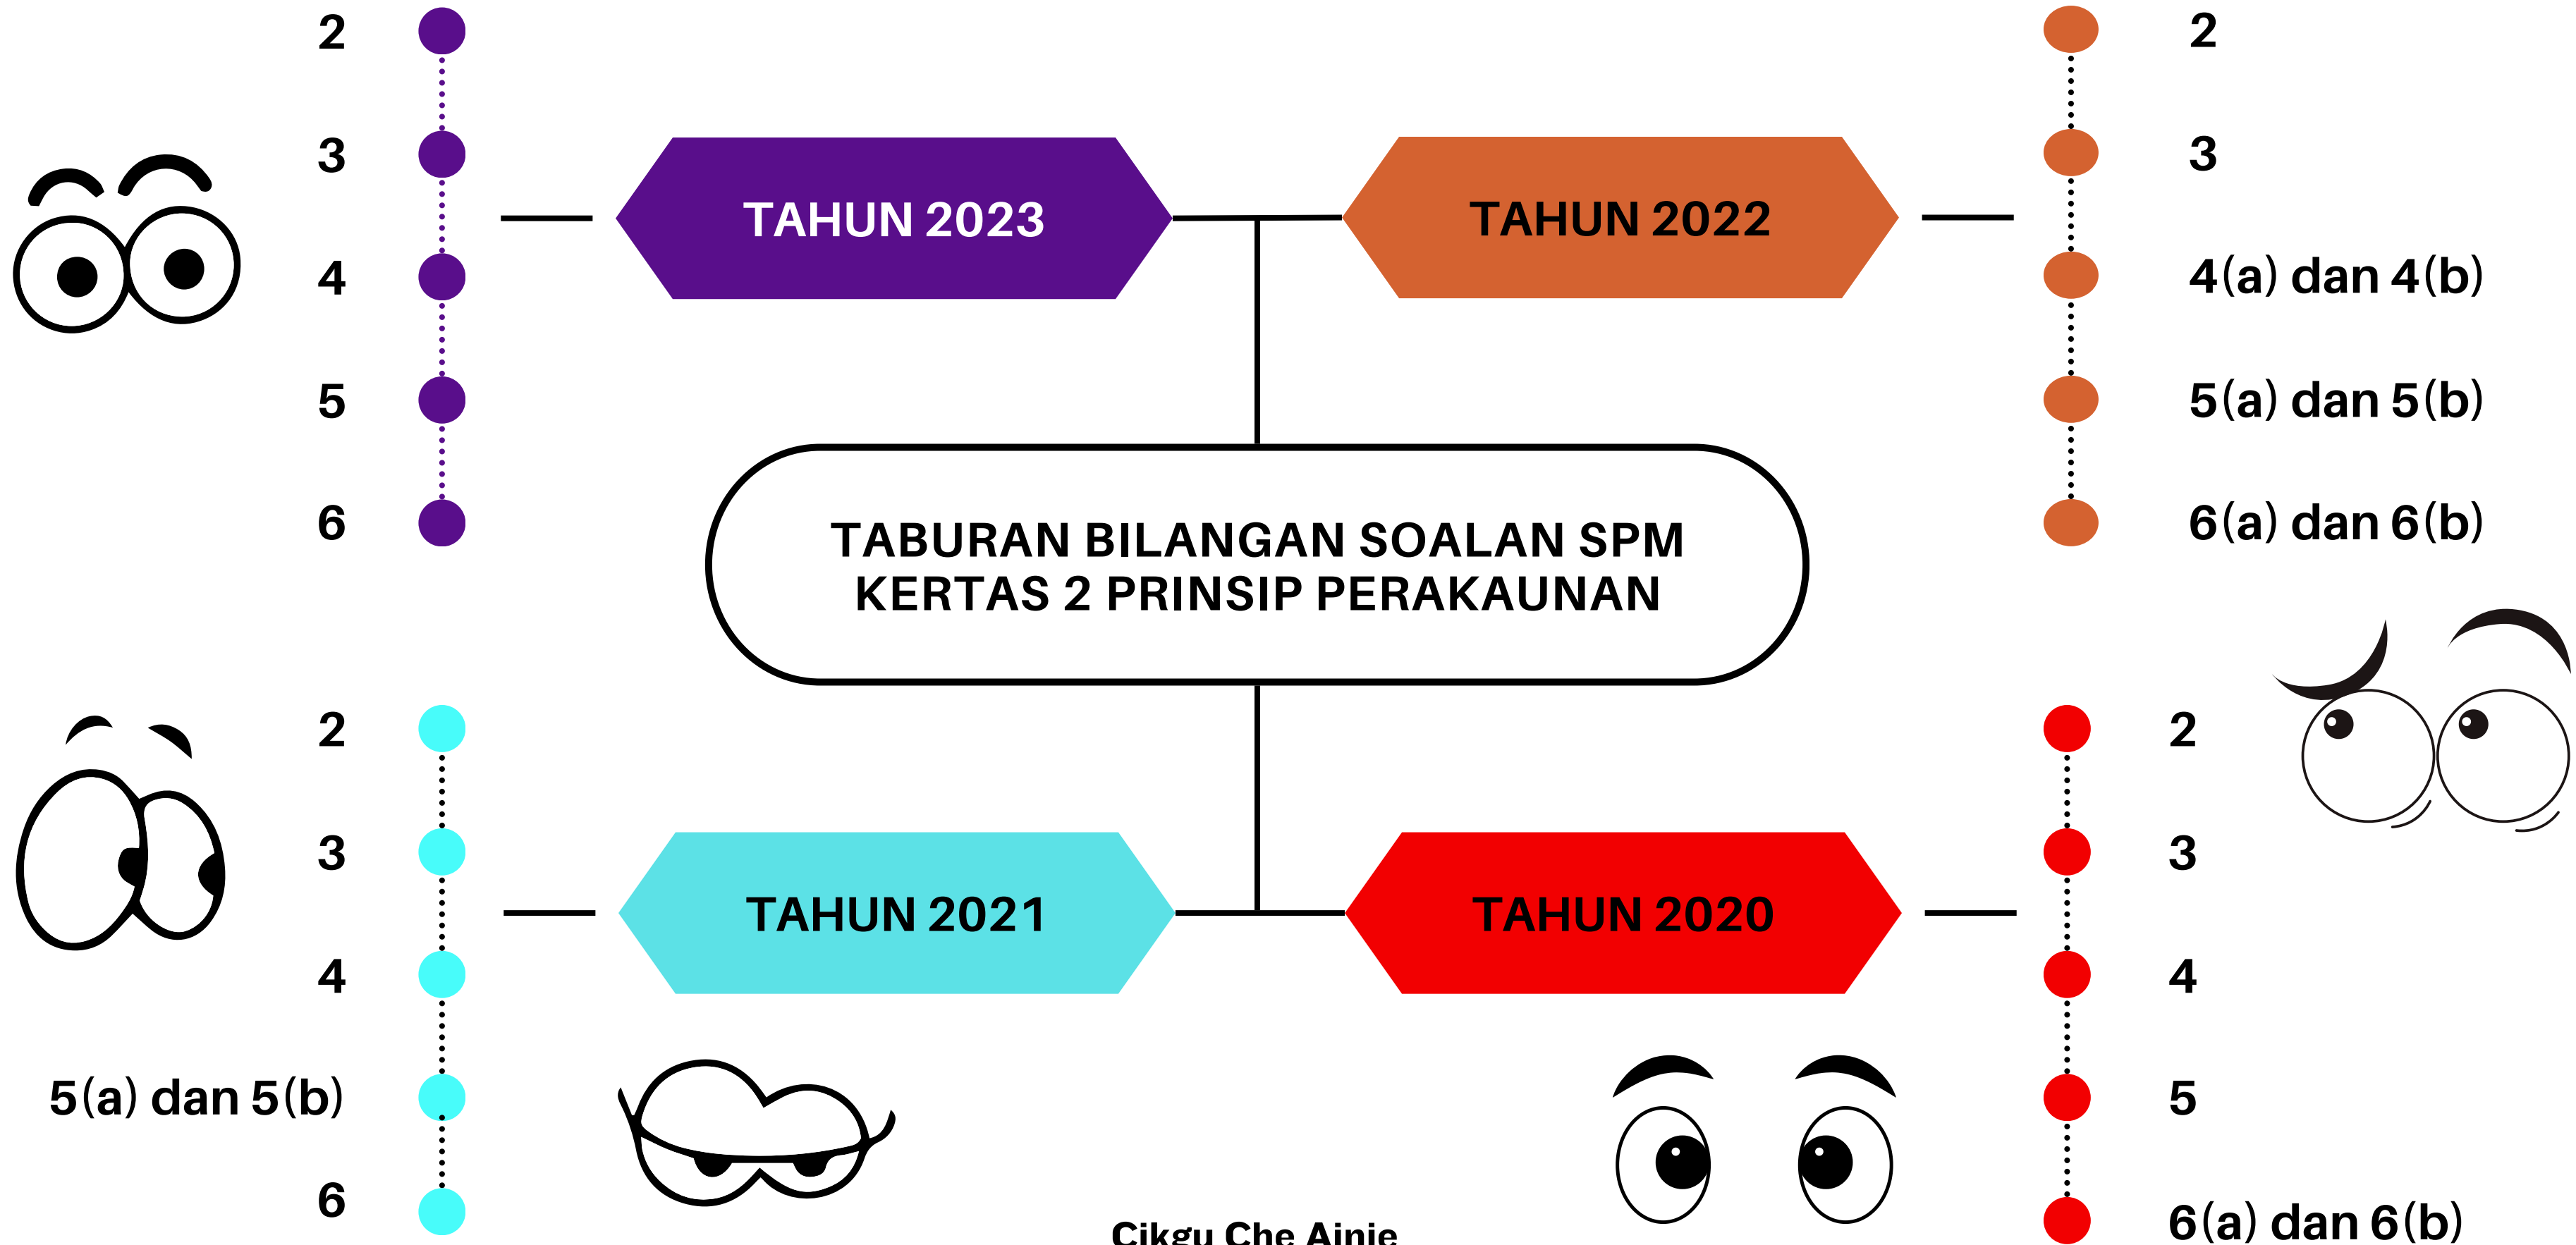 2
3
4
5
6
TAHUN 2023
TAHUN 2022
2
3
4(a) dan 4(b)
5(a) dan 5(b)
6(a) dan 6(b)
TABURAN BILANGAN SOALAN SPM
KERTAS 2 PRINSIP PERAKAUNAN
2
3
4
5(a) dan 5(b)
6
TAHUN 2021
TAHUN 2020
2
3
4
5
6(a) dan 6(b)
Cikgu Che Ainie